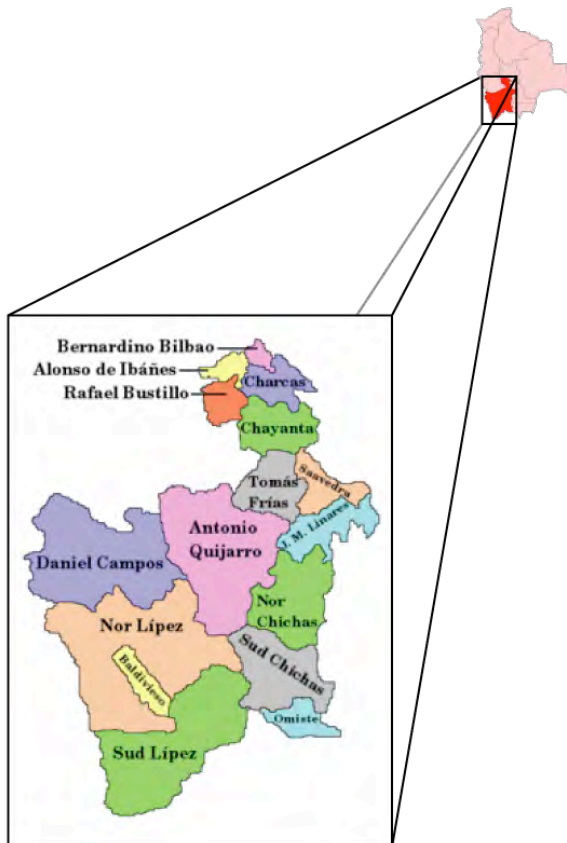 Bernardino Bilbao
Alonso de Ibáñes
Rafael Bustillo
Charcas
Chayanta
Tomás
Frías
Saavedra
J. M. Linares
Antonio
Quijarro
Daniel Campos
Nor
Chichas
Nor Lípez
Sud Chichas
Baldivieso
Omiste
Sud Lípez